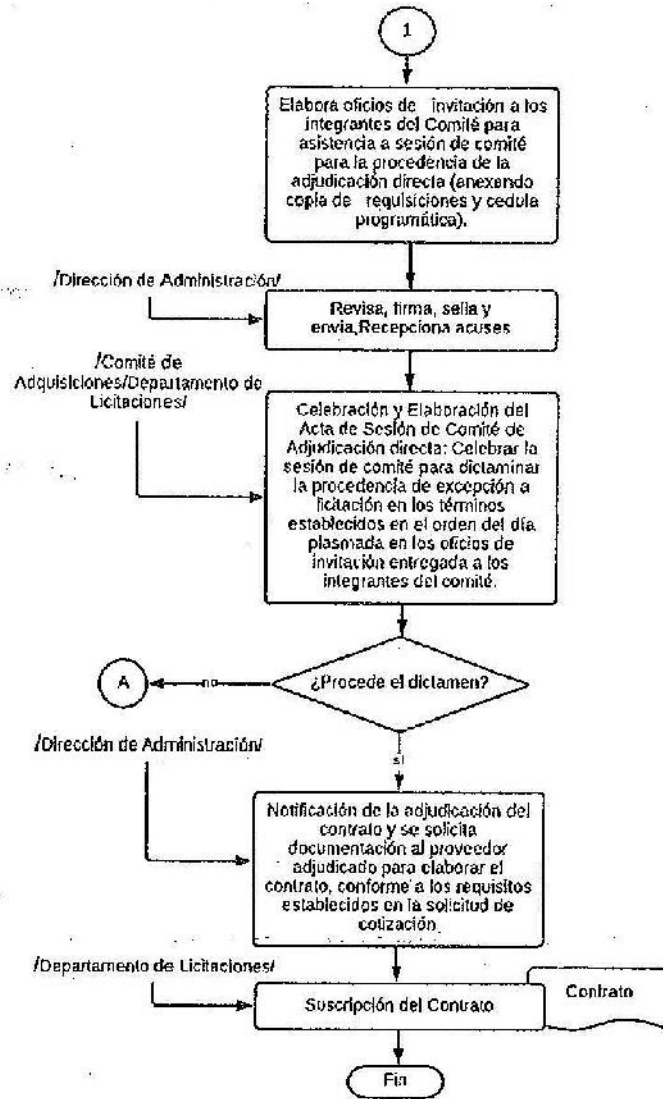 1
Elabora oficios de invitación a los
integrantes del Comité para
asistencia a sesión de comité
para la procedencia de la
adjudicación directa (anexando
copia de requisiciones y cedula
programática).
/Dirección de Administración/
Revisa, firma, sella y
envia,Recepciona acuses
/Comité de
Adquisiciones/Departamento de
Licitaciones/
Celebración y Elaboración del
Acta de Sesión de Comité de
Adjudicación directa: Celebrar la
sesión de comité para dictaminar
la procedencia de excepción a
licitación en los términos
establecidos en el orden del día
plasmada en los oficios de
invitación entregada a los
integrantes del comité.
A
no
¿Procede el dictamen?
si
/Dirección de Administración/
Notificación de la adjudicación del
contrato y se solicita
documentación al proveedor
adjudicado para elaborar el
contrato, conforme a los requisitos
establecidos en la solicitud de
cotización
/Departamento de Licitaciones/
Suscripción del Contrato
Contrato
Fin